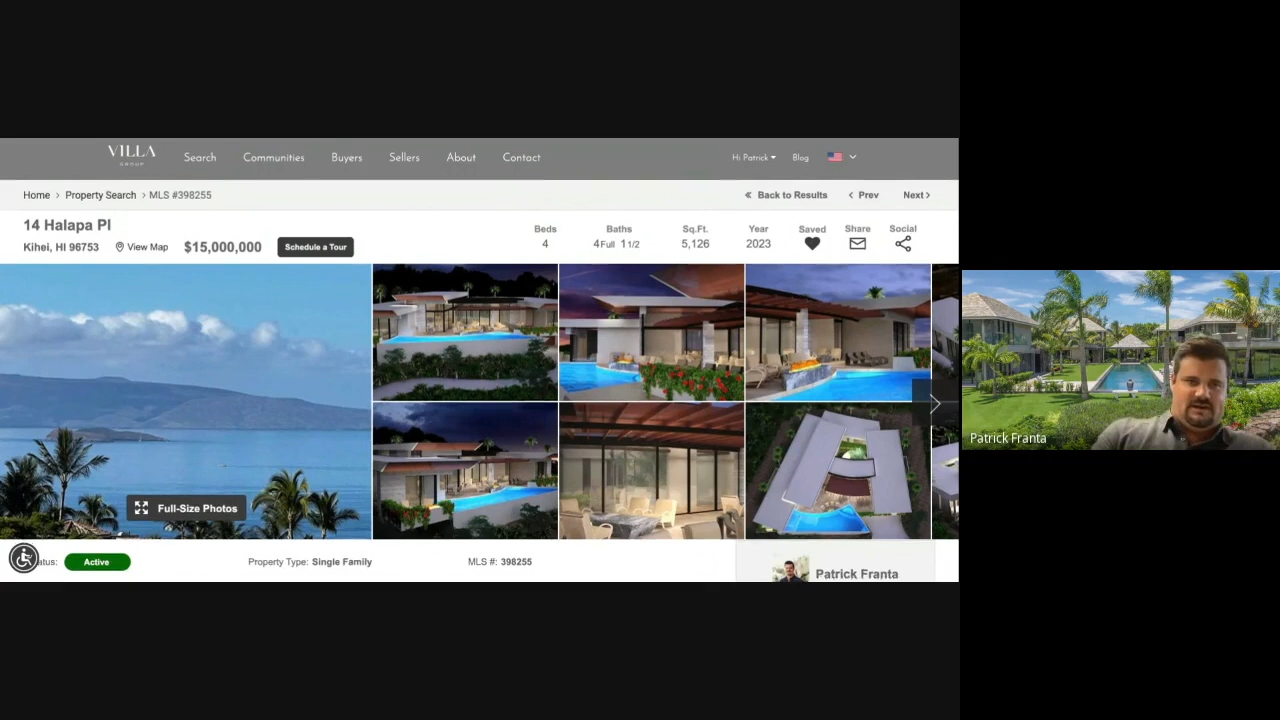 VILLA
GROUP
Search Communities Buyers Sellers About Contact
Hi Patrick Blog
Home > Property Search > MLS #398255
« Back to Results < Prev Next >
14 Halapa Pl
Kihei, HI 96753 View Map $15,000,000 Schedule a Tour
Beds Baths Sq.Ft. Year Saved Share Social
4 4 Full 1 1/2 5,126 2023
Full-Size Photos
atus: Active Property Type: Single Family MLS #: 398255
Patrick Franta
Patrick Franta